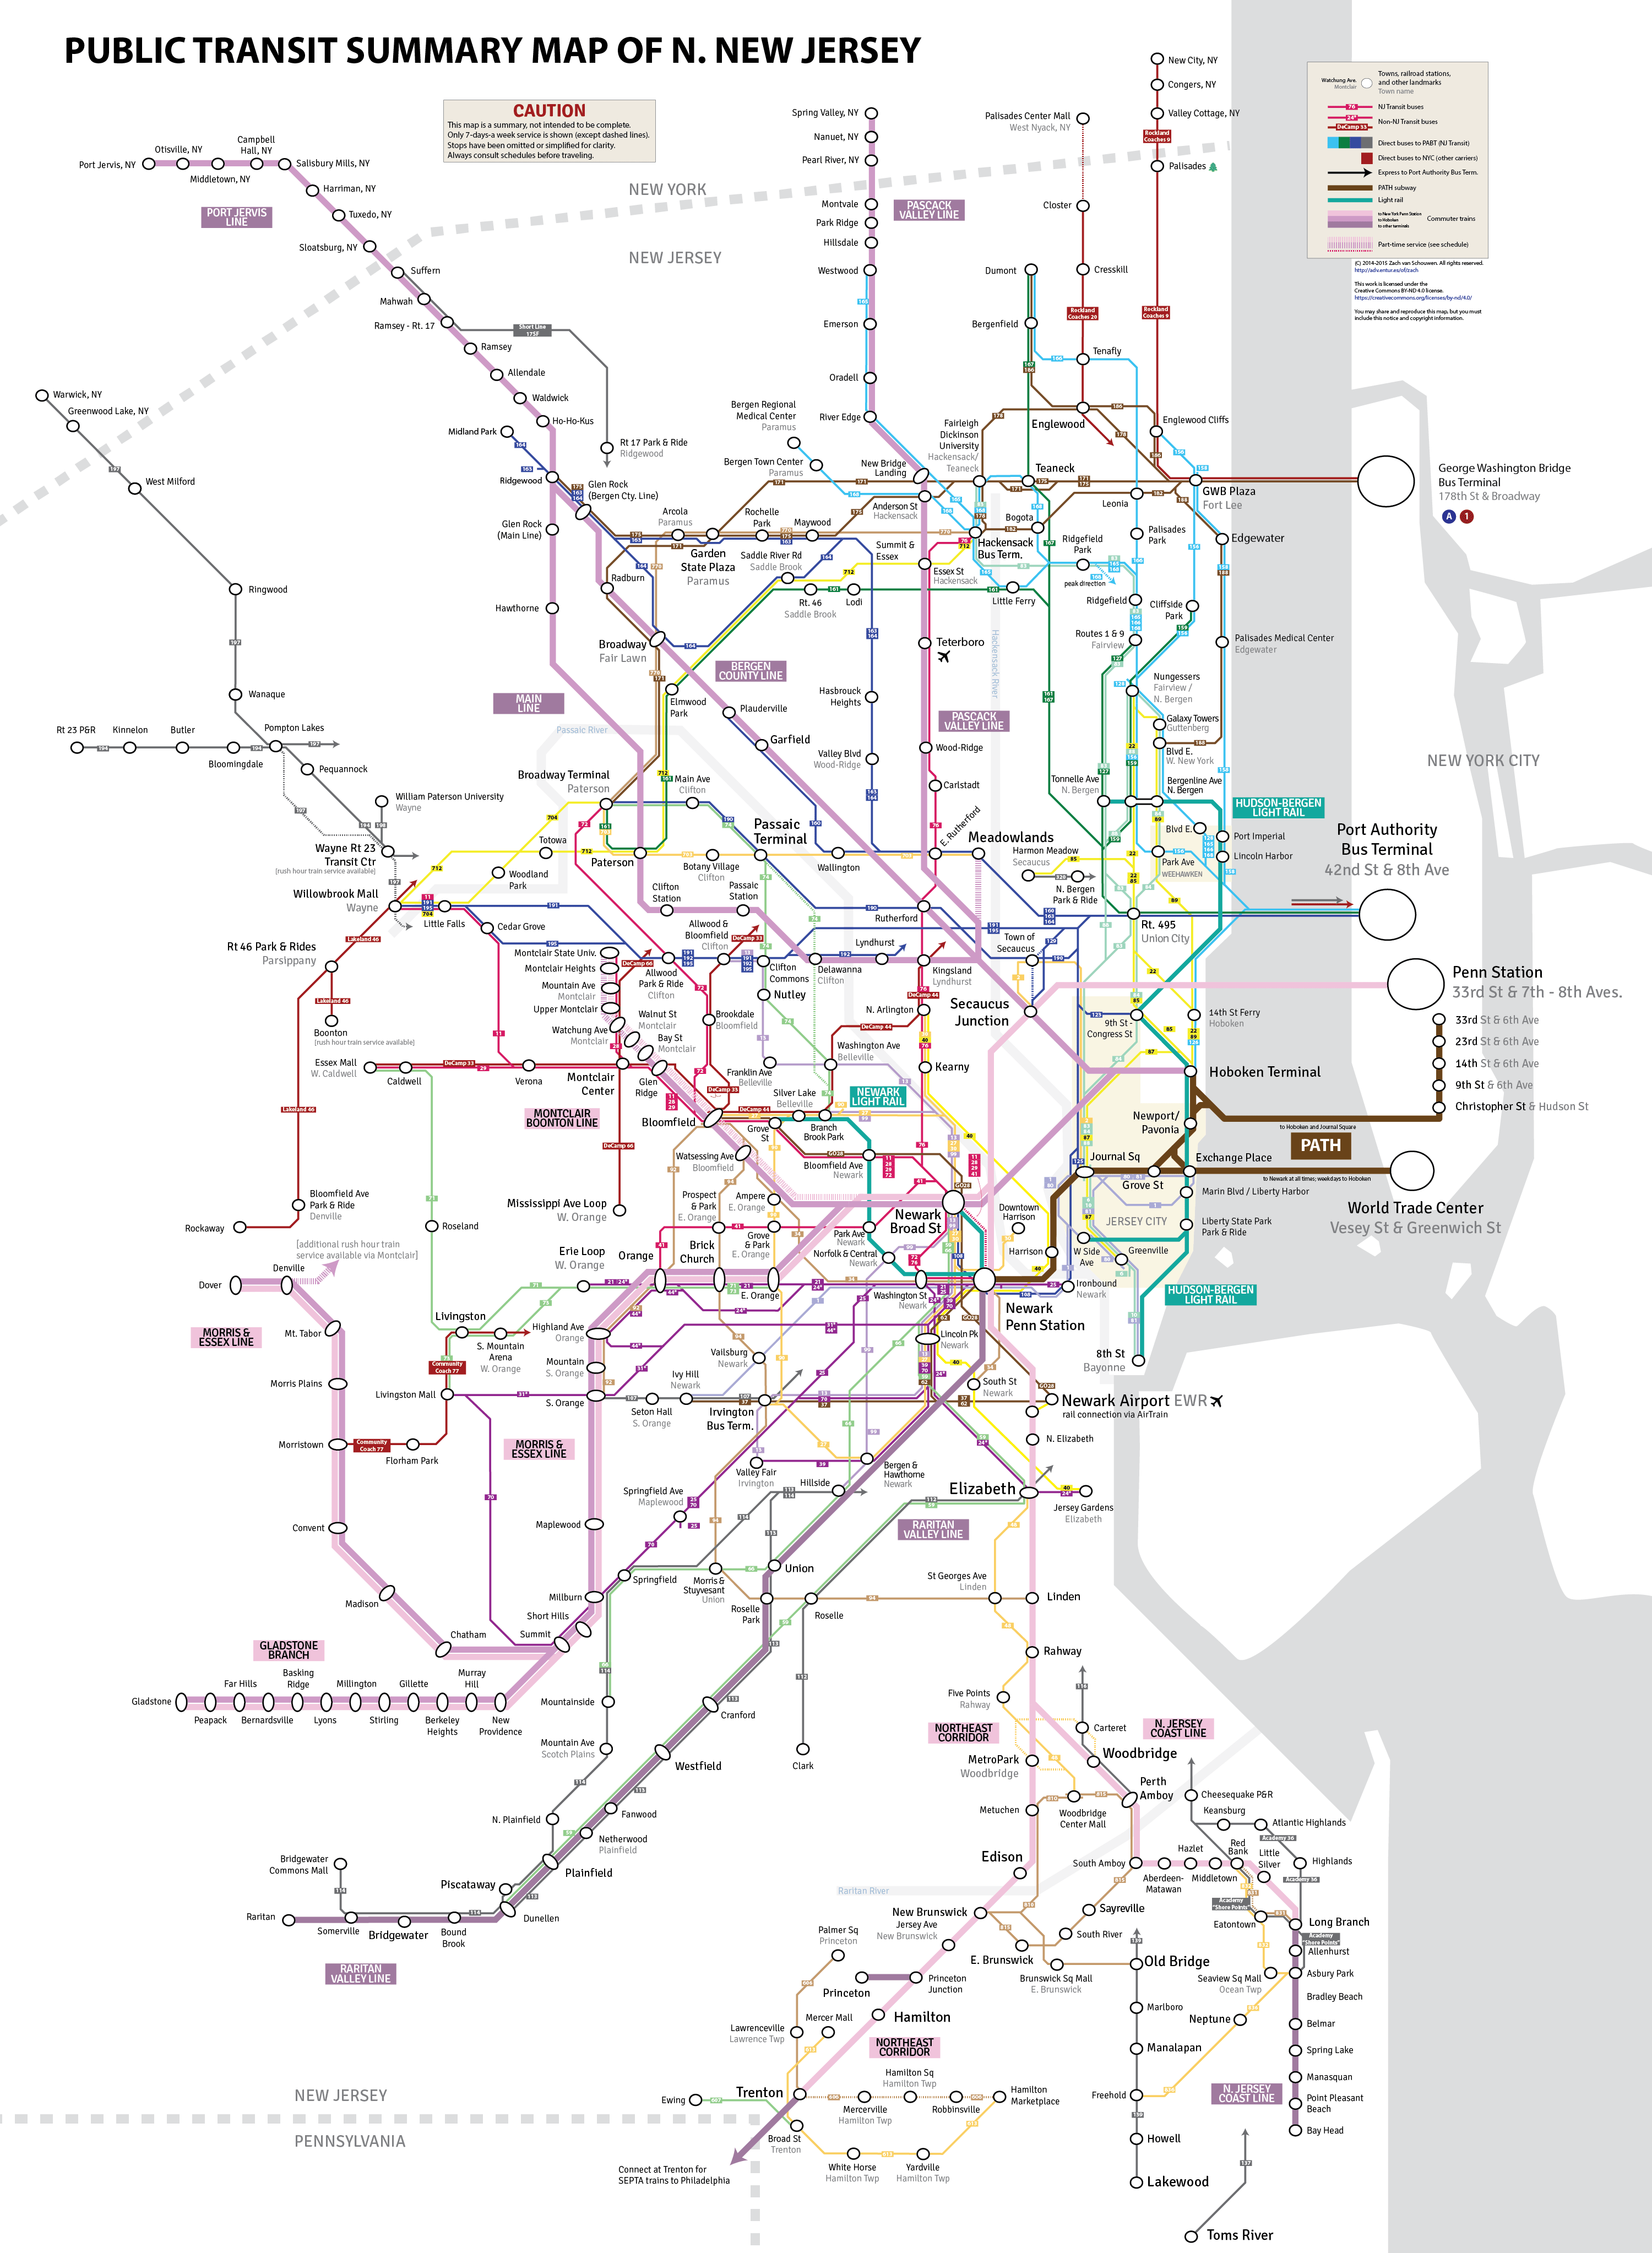 PUBLIC TRANSIT SUMMARY MAP OF N. NEW JERSEY
CAUTION
This map is a summary, not intended to be complete.
Only 7-days-a week service is shown (except dashed lines).
Stops have been omitted or simplified for clarity.
Always consult schedules before traveling.
Watchung Ave.
Montclair
Towns, railroad stations,
and other landmarks
Town name
NJ Transit buses
Non-NJ Transit buses
Direct buses to PABT (NJ Transit)
Direct buses to NYC (other carriers)
Express to Port Authority Bus Term.
PATH subway
Light rail
to New York Penn Station
to Hoboken
to other terminals
Commuter trains
Part-time service (see schedule)
(C) 2014-2015 Zach van Schouwen. All rights reserved.
http://adv.entur.es/of/zach
This work is licensed under the
Creative Commons BY-ND 4.0 license.
https://creativecommons.org/licenses/by-nd/4.0/
You may share and reproduce this map, but you must
include this notice and copyright information.
New City, NY
Congers, NY
Valley Cottage, NY
Rockland
Coaches 9
Palisades
Palisades Center Mall
West Nyack, NY
Closter
Cresskill
Rockland
Coaches 20
Rockland
Coaches 9
Tenafly
Englewood
Englewood Cliffs
Spring Valley, NY
Nanuet, NY
Pearl River, NY
Montvale
Park Ridge
Hillsdale
Westwood
Emerson
Oradell
River Edge
PASCACK
VALLEY LINE
NEW YORK
NEW JERSEY
Port Jervis, NY
Otisville, NY
Middletown, NY
Campbell
Hall, NY
Salisbury Mills, NY
Harriman, NY
Tuxedo, NY
Sloatsburg, NY
PORT JERVIS
LINE
Suffern
Mahwah
Ramsey - Rt. 17
Short Line
17SF
Ramsey
Allendale
Waldwick
Ho-Ho-Kus
Midland Park
Ridgewood
Rt 17 Park & Ride
Ridgewood
Glen Rock
(Bergen Cty. Line)
Glen Rock
(Main Line)
Hawthorne
Radburn
Broadway
Fair Lawn
Dumont
Bergenfield
Bergen Regional
Medical Center
Paramus
Bergen Town Center
Paramus
New Bridge
Landing
Fairleigh
Dickinson
University
Hackensack/
Teaneck
Teaneck
Anderson St
Hackensack
Bogota
Leonia
GWB Plaza
Fort Lee
George Washington Bridge
Bus Terminal
178th St & Broadway
A
1
Arcola
Paramus
Garden
State Plaza
Paramus
Rochelle
Park
Maywood
Saddle River Rd
Saddle Brook
Summit &
Essex
Essex St
Hackensack
Hackensack
Bus Term.
Ridgefield
Park
peak direction
Palisades
Park
Edgewater
Rt. 46
Saddle Brook
Lodi
Little Ferry
Ridgefield
Cliffside
Park
Routes 1 & 9
Fairview
Palisades Medical Center
Edgewater
Teterboro
Hackensack River
Warwick, NY
Greenwood Lake, NY
West Milford
Ringwood
Wanaque
Pompton Lakes
Rt 23 P&R
Kinnelon
Butler
Bloomingdale
Pequannock
William Paterson University
Wayne
Wayne Rt 23
Transit Ctr
[rush hour train service available]
Willowbrook Mall
Wayne
MAIN
LINE
BERGEN
COUNTY LINE
PASCACK
VALLEY LINE
Passaic River
Elmwood
Park
Plauderville
Garfield
Hasbrouck
Heights
Valley Blvd
Wood-Ridge
Wood-Ridge
Carlstadt
Nungessers
Fairview /
N. Bergen
Galaxy Towers
Guttenberg
Blvd E.
W. New York
Tonnelle Ave
N. Bergen
Bergenline Ave
N. Bergen
HUDSON-BERGEN
LIGHT RAIL
NEW YORK CITY
Broadway Terminal
Paterson
Main Ave
Clifton
Passaic
Terminal
E. Rutherford
Meadowlands
Harmon Meadow
Secaucus
N. Bergen
Park & Ride
Blvd E.
Park Ave
WEEHAWKEN
Port Imperial
Lincoln Harbor
Port Authority
Bus Terminal
42nd St & 8th Ave
Totowa
Paterson
Woodland
Park
Botany Village
Clifton
Wallington
Clifton
Station
Passaic
Station
Rutherford
Rt. 495
Union City
Little Falls
Cedar Grove
Rt 46 Park & Rides
Parsippany
Lakeland 46
Boonton
[rush hour train service available]
Montclair State Univ.
Montclair Heights
Mountain Ave
Montclair
Upper Montclair
Watchung Ave
Montclair
Walnut St
Montclair
Bay St
Montclair
Allwood
Park & Ride
Clifton
Allwood &
Bloomfield
Clifton
Brookdale
Bloomfield
Clifton
Commons
Nutley
Delawanna
Clifton
Lyndhurst
Kingsland
Lyndhurst
N. Arlington
Town of
Secaucus
Secaucus
Junction
9th St -
Congress St
14th St Ferry
Hoboken
Penn Station
33rd St & 7th - 8th Aves.
33rd St & 6th Ave
23rd St & 6th Ave
14th St & 6th Ave
9th St & 6th Ave
Christopher St & Hudson St
Hoboken Terminal
to Hoboken and Journal Square
PATH
Newport/
Pavonia
Essex Mall
W. Caldwell
Caldwell
DeCamp 33
Verona
Montclair
Center
Glen
Ridge
Franklin Ave
Belleville
Washington Ave
Belleville
DeCamp 44
Kearny
Silver Lake
Belleville
NEWARK
LIGHT RAIL
MONTCLAIR
BOONTON LINE
Bloomfield
Grove
St
Branch
Brook Park
Bloomfield Ave
Newark
Watsessing Ave
Bloomfield
DeCamp 66
Mississippi Ave Loop
W. Orange
Journal Sq
Grove St
Exchange Place
to Newark at all times; weekdays to Hoboken
Marin Blvd / Liberty Harbor
World Trade Center
Vesey St & Greenwich St
JERSEY CITY
Liberty State Park
Park & Ride
W Side
Ave
Greenville
HUDSON-BERGEN
LIGHT RAIL
8th St
Bayonne
Bloomfield Ave
Park & Ride
Denville
Rockaway
Roseland
[additional rush hour train
service available via Montclair]
Dover
Denville
Mt. Tabor
MORRIS &
ESSEX LINE
Morris Plains
Morristown
Community
Coach 77
Florham Park
Convent
Madison
Chatham
Livingston
S. Mountain
Arena
W. Orange
Community
Coach 77
Livingston Mall
Erie Loop
W. Orange
Orange
Brick
Church
Prospect
& Park
E. Orange
Ampere
E. Orange
Grove
& Park
E. Orange
E. Orange
Park Ave
Newark
Norfolk & Central
Newark
Newark
Broad St
Downtown
Harrison
Harrison
Washington St
Newark
Ironbound
Newark
Newark
Penn Station
Highland Ave
Orange
Mountain
S. Orange
S. Orange
Seton Hall
S. Orange
Ivy Hill
Newark
Vailsburg
Newark
Irvington
Bus Term.
Lincoln Pk
Newark
South St
Newark
Newark Airport EWR
rail connection via AirTrain
N. Elizabeth
MORRIS &
ESSEX LINE
Valley Fair
Irvington
Bergen &
Hawthorne
Newark
Springfield Ave
Maplewood
Hillside
Elizabeth
Jersey Gardens
Elizabeth
RARITAN
VALLEY LINE
Maplewood
Millburn
Short Hills
Summit
Springfield
Morris &
Stuyvesant
Union
Union
Roselle
Park
Roselle
St Georges Ave
Linden
Linden
Rahway
GLADSTONE
BRANCH
Gladstone
Peapack
Far Hills
Bernardsville
Basking
Ridge
Lyons
Millington
Stirling
Gillette
Berkeley
Heights
Murray
Hill
New
Providence
Mountainside
Mountain Ave
Scotch Plains
Cranford
Westfield
Clark
Fanwood
N. Plainfield
Netherwood
Plainfield
Plainfield
Piscataway
Dunellen
Bridgewater
Commons Mall
Raritan
Somerville
Bridgewater
Bound
Brook
RARITAN
VALLEY LINE
Five Points
Rahway
NORTHEAST
CORRIDOR
Carteret
N. JERSEY
COAST LINE
MetroPark
Woodbridge
Woodbridge
Perth
Amboy
Metuchen
Woodbridge
Center Mall
Cheesequake P&R
Keansburg
Atlantic Highlands
Academy 36
Edison
South Amboy
Aberdeen-
Matawan
Hazlet
Middletown
Red
Bank
Little
Silver
Highlands
Academy 36
Raritan River
New Brunswick
Jersey Ave
New Brunswick
Sayreville
South River
E. Brunswick
Brunswick Sq Mall
E. Brunswick
Old Bridge
Academy
"Shore Points"
Eatontown
Long Branch
Academy
"Shore Points"
Allenhurst
Seaview Sq Mall
Ocean Twp
Asbury Park
Bradley Beach
Belmar
Spring Lake
Manasquan
Point Pleasant
Beach
Bay Head
N. JERSEY
COAST LINE
Neptune
Marlboro
Manalapan
Freehold
Howell
Lakewood
Toms River
Palmer Sq
Princeton
Princeton
Princeton
Junction
Hamilton
Lawrenceville
Lawrence Twp
Mercer Mall
NORTHEAST
CORRIDOR
Ewing
Trenton
Mercerville
Hamilton Twp
Hamilton Sq
Hamilton Twp
Robbinsville
Hamilton
Marketplace
Broad St
Trenton
White Horse
Hamilton Twp
Yardville
Hamilton Twp
Connect at Trenton for
SEPTA trains to Philadelphia
NEW JERSEY
PENNSYLVANIA